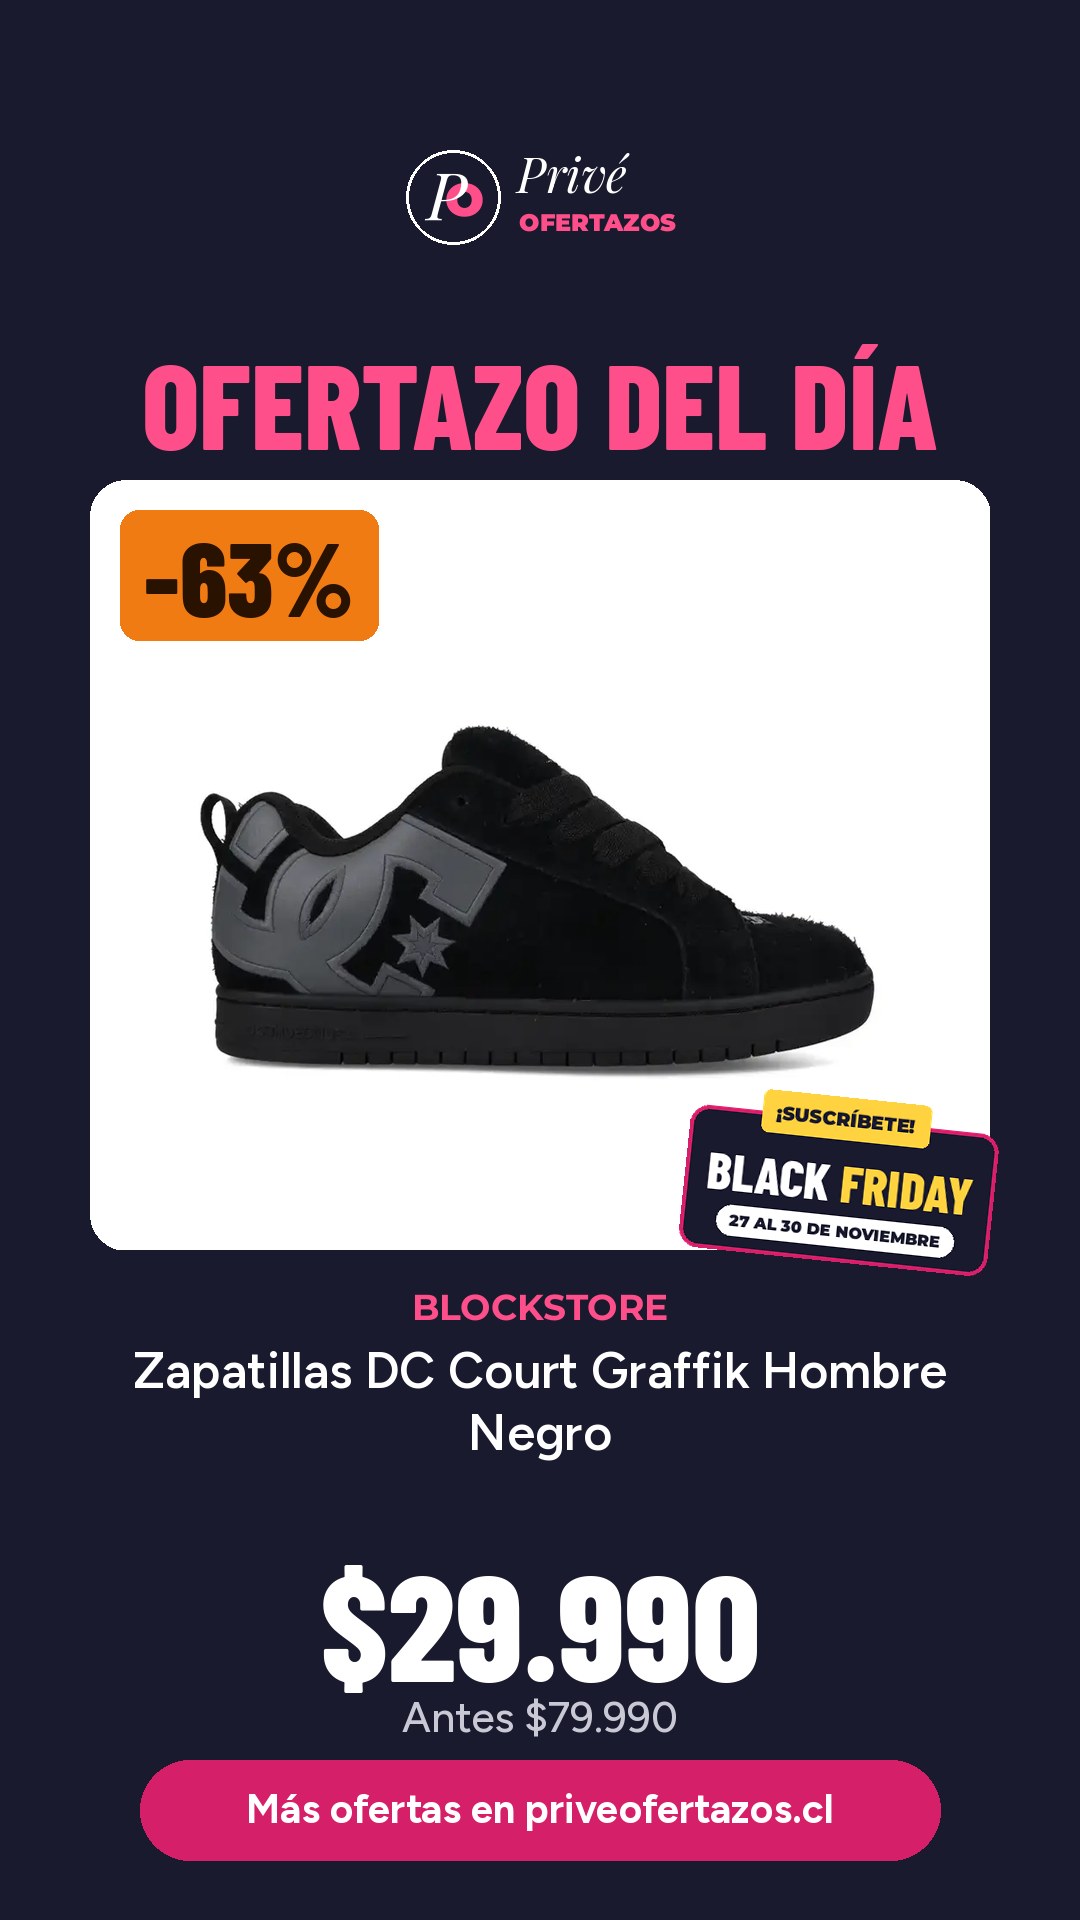 Privé
OFERTAZOS
OFERTAZO DEL DÍA
-63%
¡SUSCRÍBETE!
BLACK FRIDAY
27 AL 30 DE NOVIEMBRE
BLOCKSTORE
Zapatillas DC Court Graffik Hombre
Negro
$29.990
Antes $79.990
Más ofertas en priveofertazos.cl